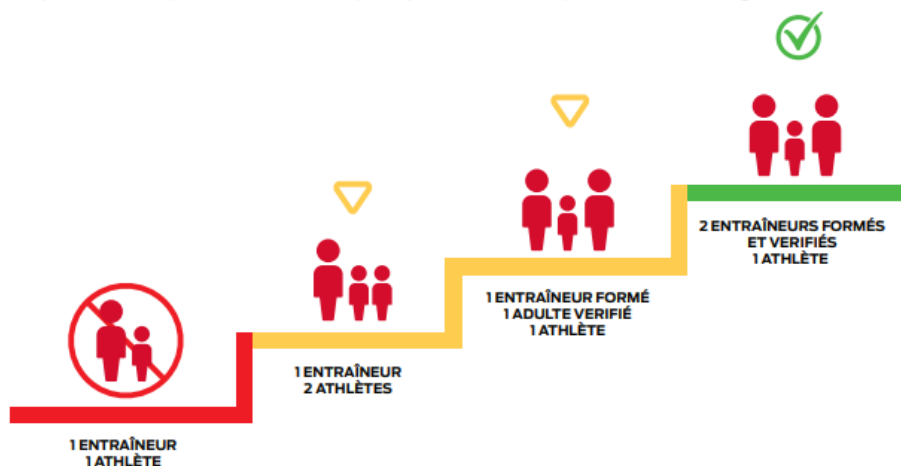 1 ENTRAÎNEUR
1 ATHLÈTE
1 ENTRAÎNEUR
2 ATHLÈTES
1 ENTRAÎNEUR FORMÉ
1 ADULTE VERIFIÉ
1 ATHLÈTE
2 ENTRAÎNEURS FORMÉS
ET VERIFIÉS
1 ATHLÈTE